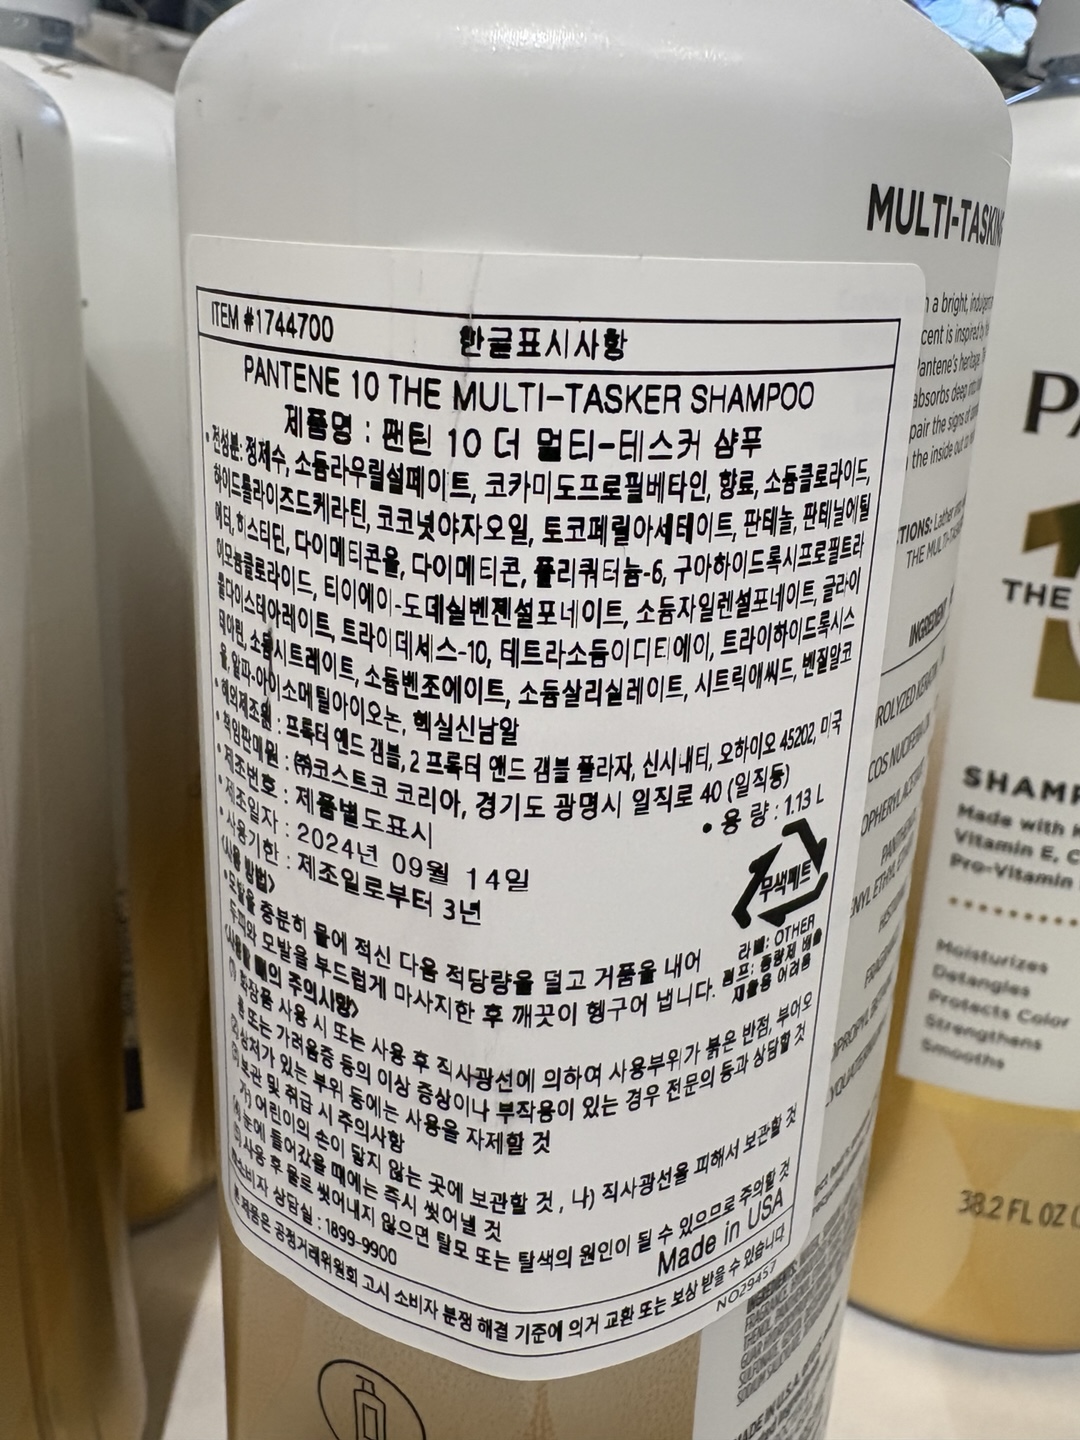 ITEM #1744700
한글표시사항
PANTENE 10 THE MULTI-TASKER SHAMPOO
제품명 : 팬틴 10 더 멀티-테스커 샴푸
• 전성분: 정제수, 소듐라우릴설페이트, 코카미도프로필베타인, 향료, 소듐클로라이드,
하이드롤라이즈드케라틴, 코코넛야자오일, 토코페릴아세테이트, 판테놀, 판테닐에틸
에터, 히스티딘, 다이메티콘올, 다이메티콘, 폴리쿼터늄-6, 구아하이드록시프로필트라
이모늄클로라이드, 티이에이-도데실벤젠설포네이트, 소듐자일렌설포네이트, 글라이
콜다이스테아레이트, 트라이데세스-10, 테트라소듐이디티에이, 트라이하이드록시스
테아린, 소듐시트레이트, 소듐벤조에이트, 소듐살리실레이트, 시트릭애씨드, 벤질알코
올, 알파-아이소메틸아이오논, 헥실신남알
• 해외제조원 : 프록터 앤드 갬블, 2 프록터 앤드 갬블 플라자, 신시내티, 오하이오 45202, 미국
• 책임판매원 : ㈜코스트코 코리아, 경기도 광명시 일직로 40 (일직동)
• 제조번호 : 제품별도표시
• 용 량 : 1.13 L
• 제조일자 : 2024년 09월 14일
• 사용기한 : 제조일로부터 3년
무색페트
라벨: OTHER
펌프: 종량제 배출
재활용 어려움
<사용 방법>
• 모발을 충분히 물에 적신 다음 적당량을 덜고 거품을 내어
두피와 모발을 부드럽게 마사지한 후 깨끗이 헹구어 냅니다.
<사용할 때의 주의사항>
(1) 화장품 사용 시 또는 사용 후 직사광선에 의하여 사용부위가 붉은 반점, 부어오
름 또는 가려움증 등의 이상 증상이나 부작용이 있는 경우 전문의 등과 상담할 것
(2) 상처가 있는 부위 등에는 사용을 자제할 것
(3) 보관 및 취급 시 주의사항
가) 어린이의 손이 닿지 않는 곳에 보관할 것, 나) 직사광선을 피해서 보관할 것
(4) 눈에 들어갔을 때에는 즉시 씻어낼 것
(5) 사용 후 물로 씻어내지 않으면 탈모 또는 탈색의 원인이 될 수 있으므로 주의할 것
소비자 상담실 : 1899-9900
Made in USA
본 제품은 공정거래위원회 고시 소비자 분쟁 해결 기준에 의거 교환 또는 보상 받을 수 있습니다.
NO29457
MULTI-TASKIN
THE
SHAMP
Made with
Vitamin E, C
Pro-Vitamin
Moisturizes
Detangles
Protects Color
Strengthens
Smooths
38.2 FL OZ